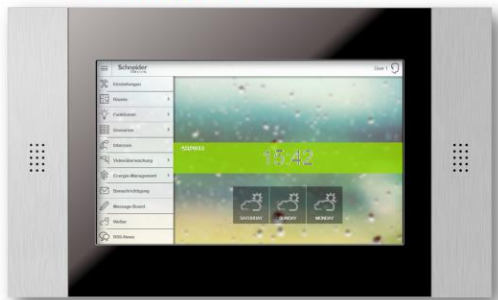 Schneider
User 1
Einstellungen
Räume
Funktionen
Szenarien
Intercom
Videoüberwachung
Energie-Management
Benachrichtigung
Message-Board
Wetter
RSS-News
15:42
SATURDAY
SUNDAY
MONDAY